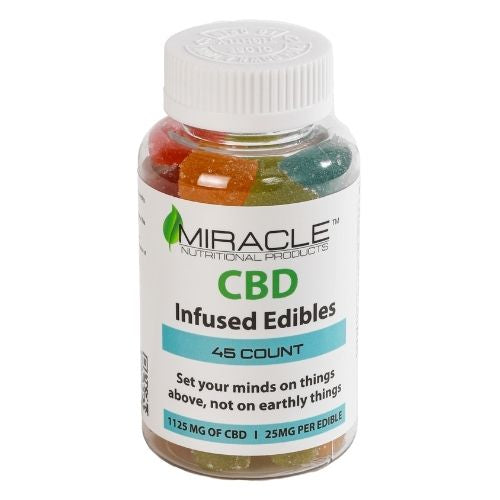 MIRACLE™
NUTRITIONAL PRODUCTS
CBD
Infused Edibles
45 COUNT
Set your minds on things
above, not on earthly things
1125 MG OF CBD | 25MG PER EDIBLE